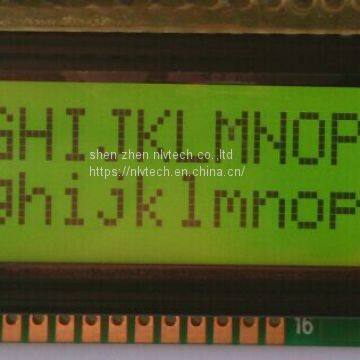 GHIJKLMNOP
shen zhen nlvtech co.,ltd
https://nlvtech.en.china.cn/
ghijklmnop
16